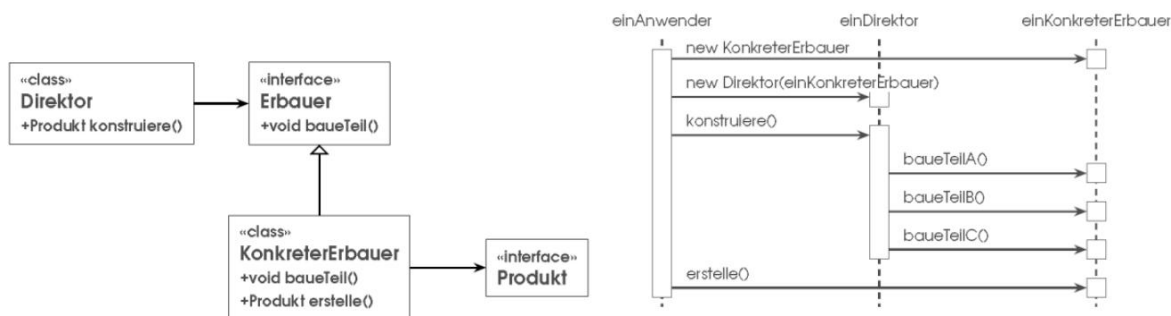 «class»
Direktor
+Produkt konstruiere()
«interface»
Erbauer
+void baueTeil()
«class»
KonkreterErbauer
+void baueTeil()
+Produkt erstelle()
«interface»
Produkt
einAnwender
einDirektor
einKonkreterErbauer
new KonkreterErbauer
new Direktor(einKonkreterErbauer)
konstruiere()
baueTeilA()
baueTeilB()
baueTeilC()
erstelle()